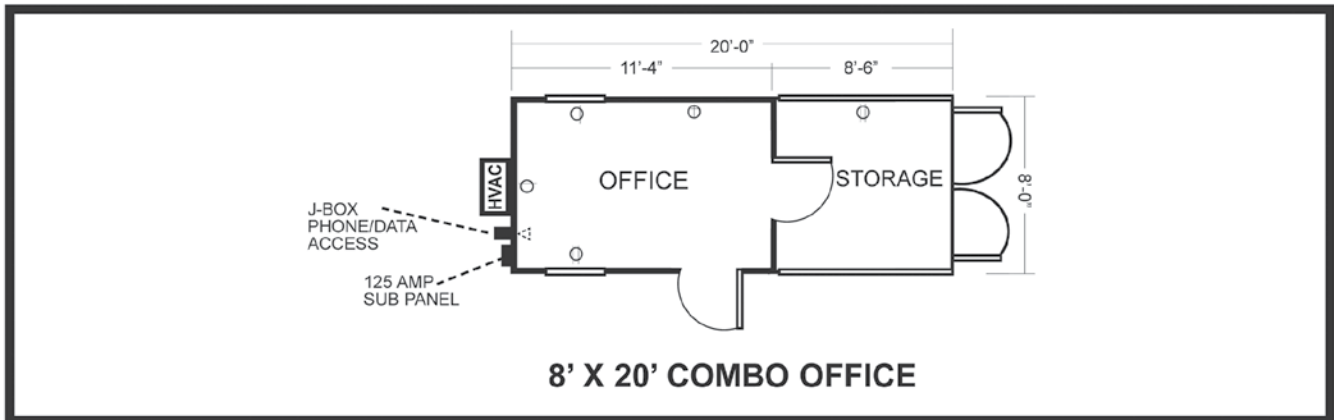 20'-0"
11'-4"
8'-6"
HVAC
OFFICE
STORAGE
8'-0"
J-BOX
PHONE/DATA
ACCESS
125 AMP
SUB PANEL
8' X 20' COMBO OFFICE